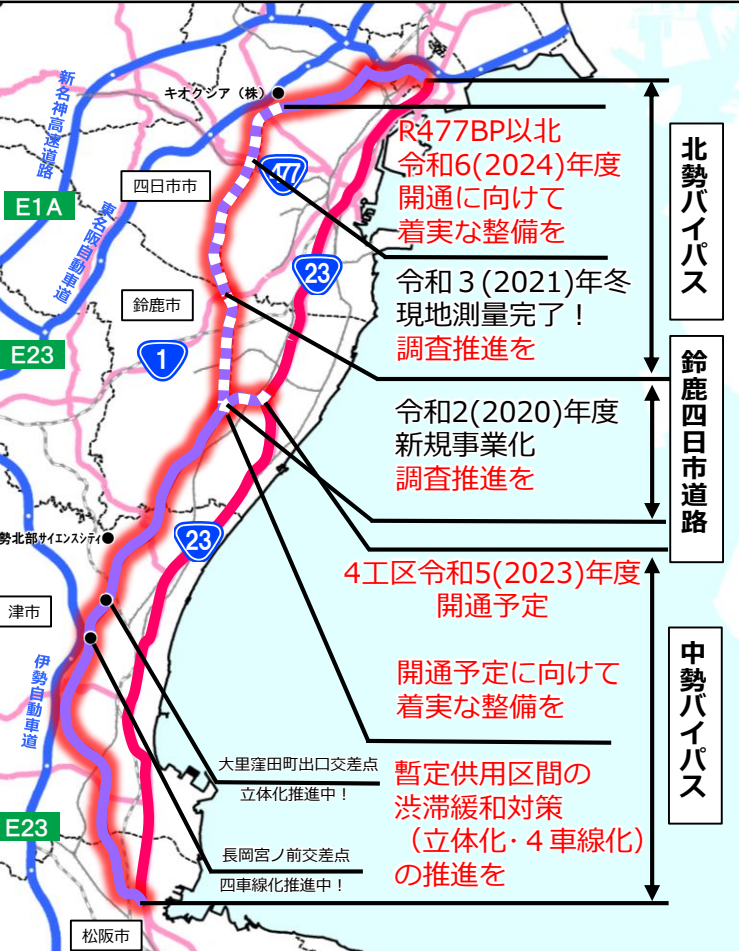 新名神高速道路
キオクシア（株）
四日市市
E1A
東名阪自動車道
鈴鹿市
E23
1
23
R477BP以北
令和6(2024)年度
開通に向けて
着実な整備を
令和３(2021)年冬
現地測量完了！
調査推進を
令和2(2020)年度
新規事業化
調査推進を
北勢バイパス
鈴鹿四日市道路
中勢バイパス
勢北部サイエンスシティ
23
津市
伊勢自動車道
E23
4工区令和5(2023)年度
開通予定
開通予定に向けて
着実な整備を
大里窪田町出口交差点
立体化推進中！
長岡宮ノ前交差点
四車線化推進中！
暫定供用区間の
渋滞緩和対策
（立体化・４車線化）
の推進を
松阪市